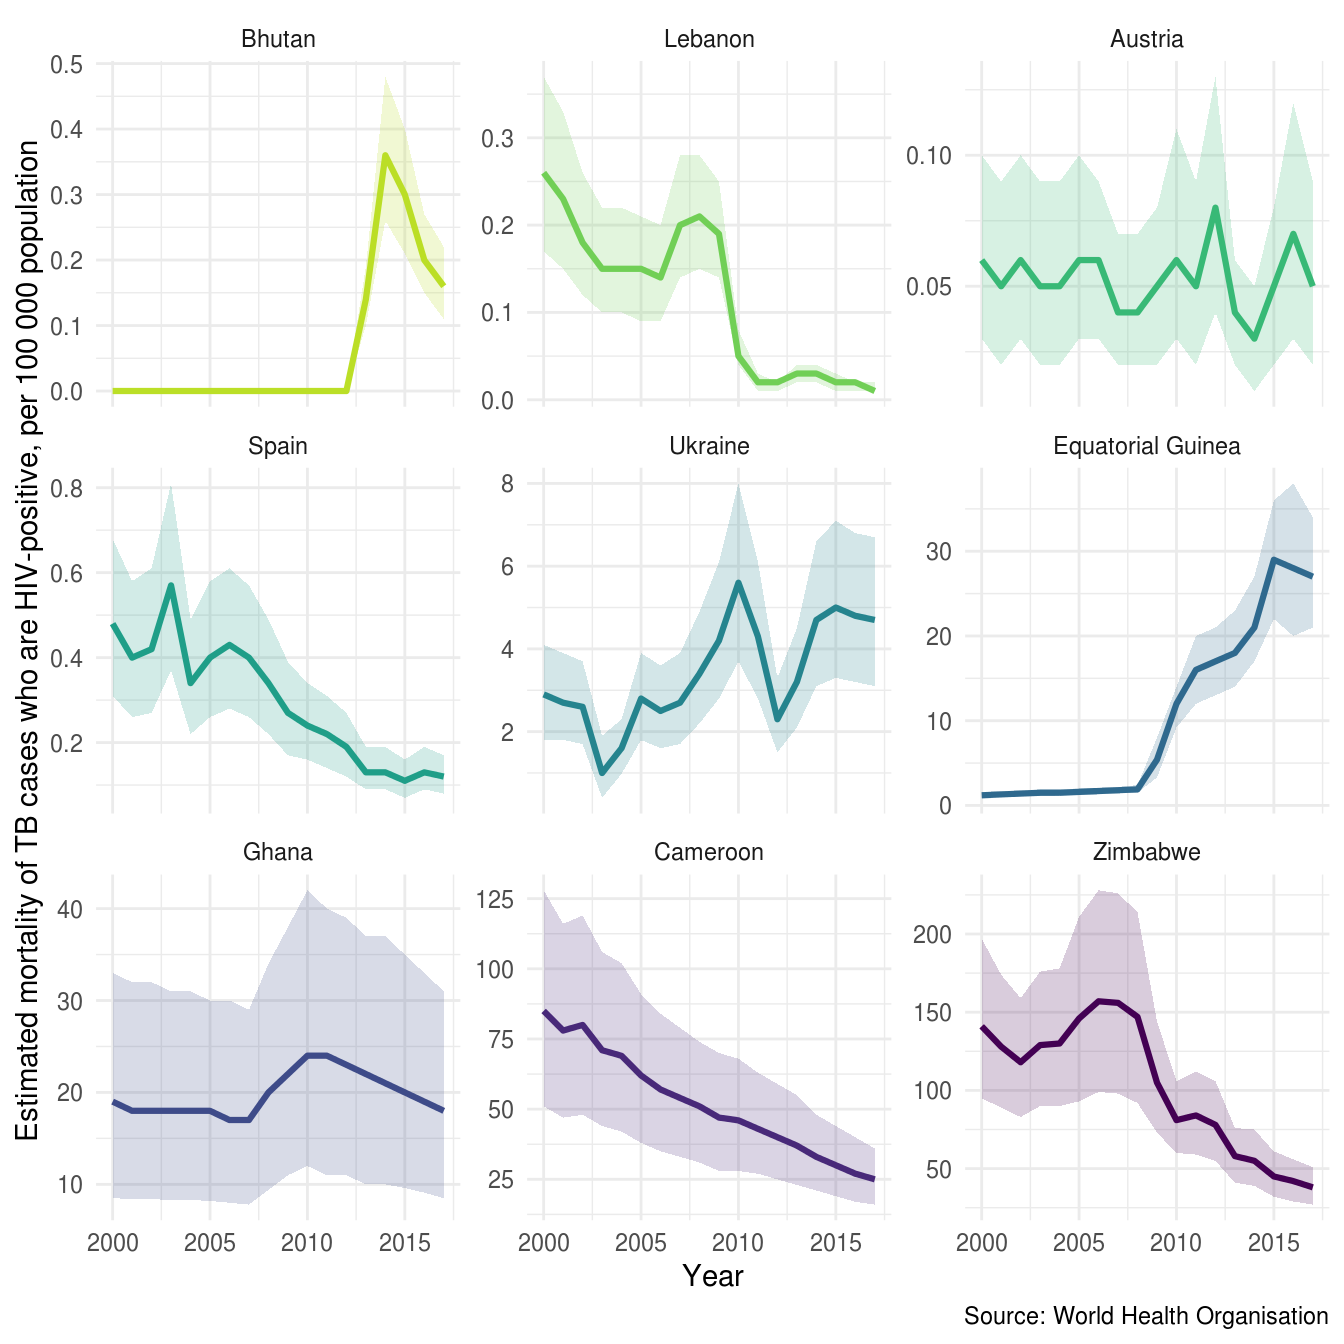 Bhutan
Lebanon
Austria
0.5
0.4
0.3
0.2
0.1
0.0
0.3
0.2
0.1
0.0
0.10
0.05
Spain
Ukraine
Equatorial Guinea
0.8
0.6
0.4
0.2
8
6
4
2
30
20
10
0
Ghana
Cameroon
Zimbabwe
40
30
20
10
125
100
75
50
25
200
150
100
50
2000 2005 2010 2015
2000 2005 2010 2015
2000 2005 2010 2015
Year
Estimated mortality of TB cases who are HIV-positive, per 100 000 population
Source: World Health Organisation